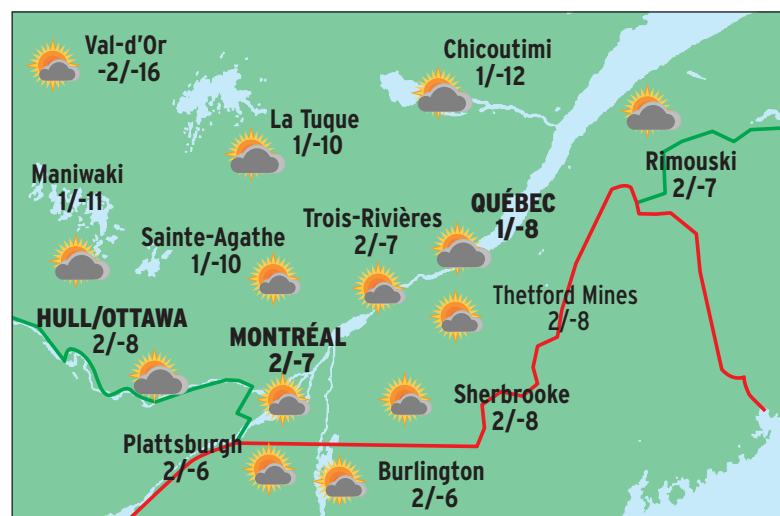 Val-d'Or
-2/-16
Chicoutimi
1/-12
La Tuque
1/-10
Rimouski
2/-7
Maniwaki
1/-11
QUÉBEC
1/-8
Trois-Rivières
2/-7
Sainte-Agathe
1/-10
Thetford Mines
2/-8
HULL/OTTAWA
2/-8
MONTRÉAL
2/-7
Sherbrooke
2/-8
Plattsburgh
2/-6
Burlington
2/-6